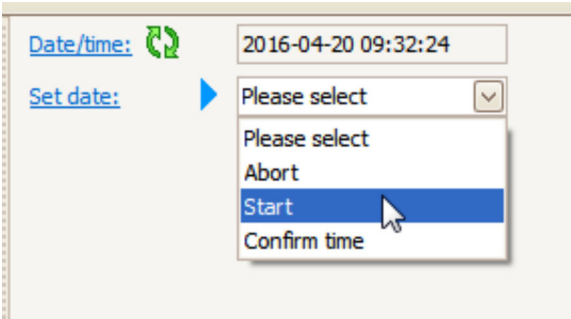 Date/time: 2016-04-20 09:32:24
Set date: Please select
Please select
Abort
Start
Confirm time